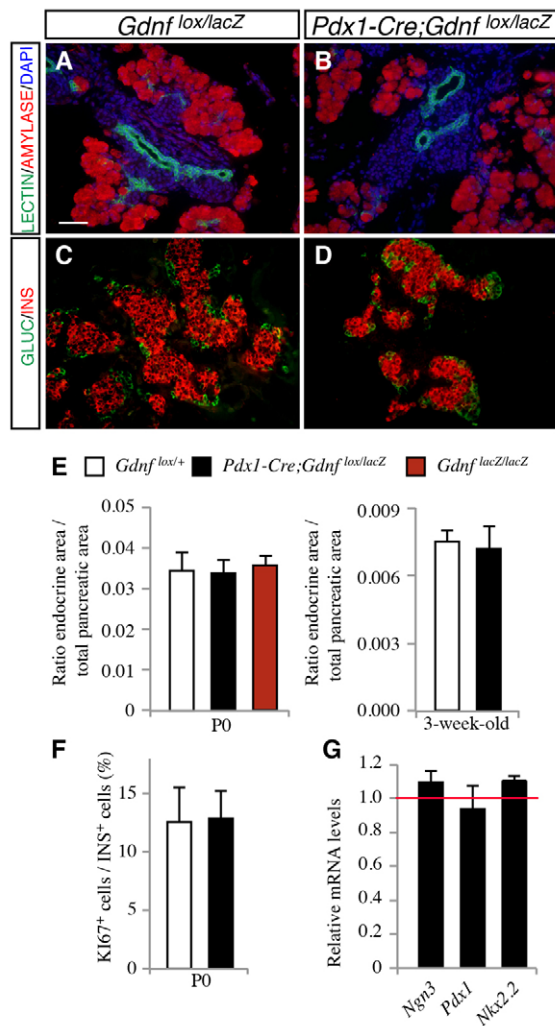 Gdnf lox/lacZ
Pdx1-Cre;Gdnf lox/lacZ
LECTIN/AMYLASE/DAPI
A
B
GLUC/INS
C
D
E
Gdnf lox/+
Pdx1-Cre;Gdnf lox/lacZ
Gdnf lacZ/lacZ
Ratio endocrine area /
total pancreatic area
0.05
0.04
0.03
0.02
0.01
0
P0
Ratio endocrine area /
total pancreatic area
0.009
0.006
0.003
0.000
3-week-old
F
KI67+ cells / INS+ cells (%)
15
10
5
0
P0
G
Relative mRNA levels
1.2
1.0
0.8
0.6
0.4
0.2
0
Ngn3
Pdx1
Nkx2.2